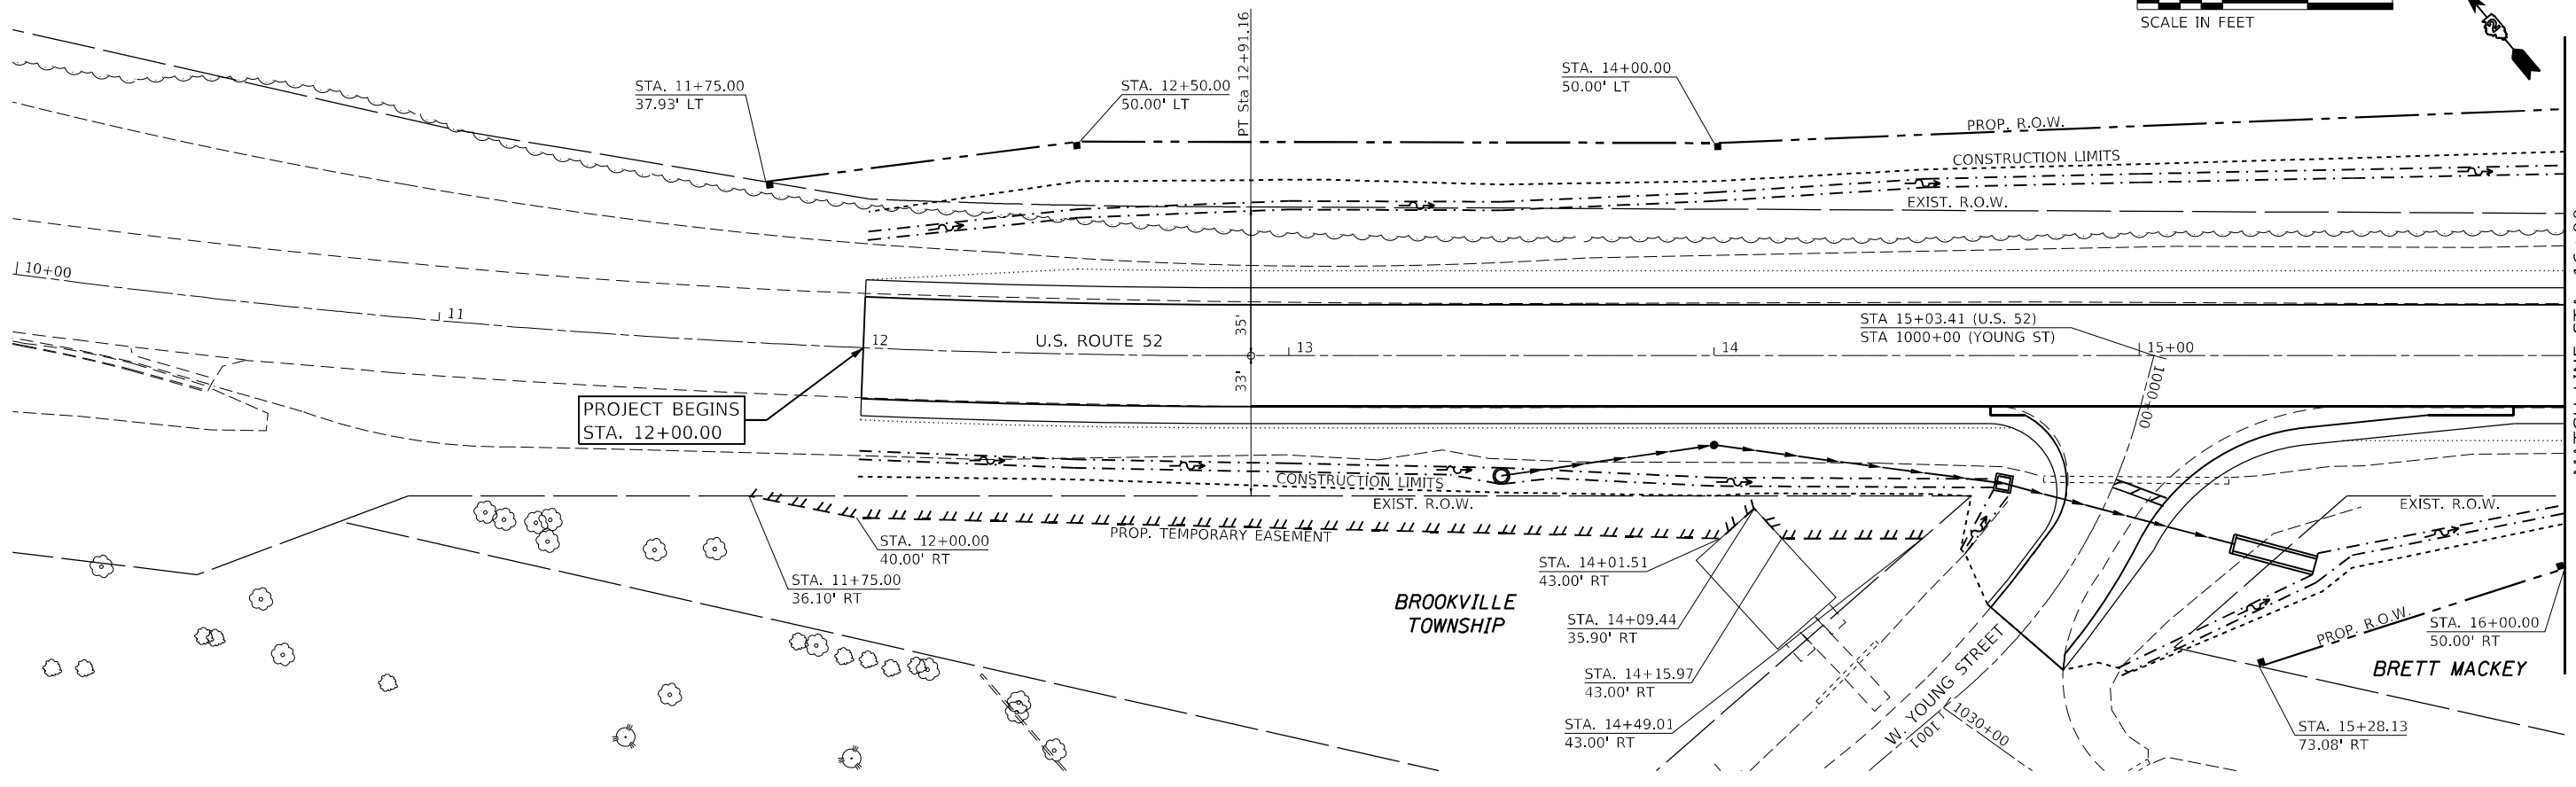 SCALE IN FEET
PT Sta 12+91.16
STA. 11+75.00
37.93' LT
STA. 12+50.00
50.00' LT
STA. 14+00.00
50.00' LT
PROP. R.O.W.
CONSTRUCTION LIMITS
EXIST. R.O.W.
10+00
11
12
U.S. ROUTE 52
35'
33'
13
14
STA 15+03.41 (U.S. 52)
STA 1000+00 (YOUNG ST)
15+00
1000+00
PROJECT BEGINS
STA. 12+00.00
CONSTRUCTION LIMITS
EXIST. R.O.W.
EXIST. R.O.W.
PROP. TEMPORARY EASEMENT
STA. 12+00.00
40.00' RT
STA. 11+75.00
36.10' RT
STA. 14+01.51
43.00' RT
BROOKVILLE
TOWNSHIP
STA. 14+09.44
35.90' RT
STA. 14+15.97
43.00' RT
STA. 14+49.01
43.00' RT
W. YOUNG STREET
1001
1030+00
PROP. R.O.W.
STA. 16+00.00
50.00' RT
BRETT MACKEY
STA. 15+28.13
73.08' RT